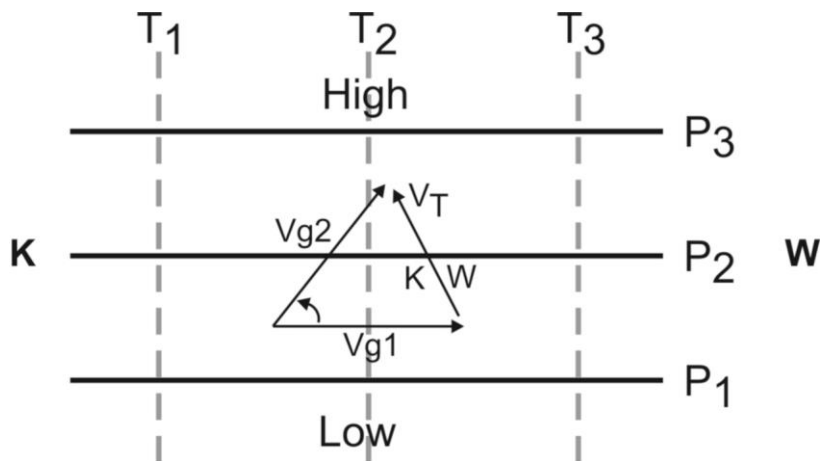 T1 T2 T3
High
P3
VT
Vg2
K P2 W
K W
Vg1
P1
Low